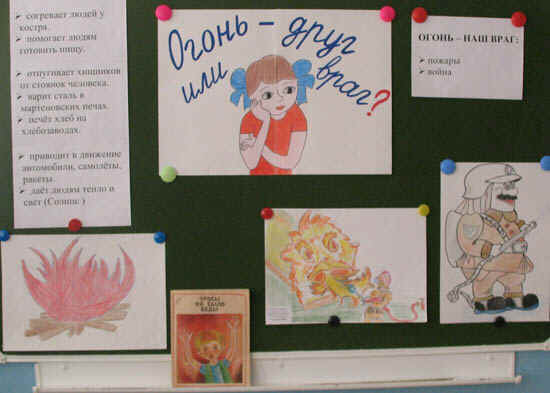 ➢ согревает людей у
костра.
➢ помогает людям
готовить пищу.
➢ отпугивает хищников
от стоянок человека.
➢ варит сталь в
мартеновских печах.
➢ печёт хлеб на
хлебозаводах.
➢ приводит в движение
автомобили, самолёты,
ракеты.
➢ даёт людям тепло и
свет (Солнце)
Огонь – друг
или враг?
ОГОНЬ – НАШ ВРАГ:
➢ пожары
➢ война